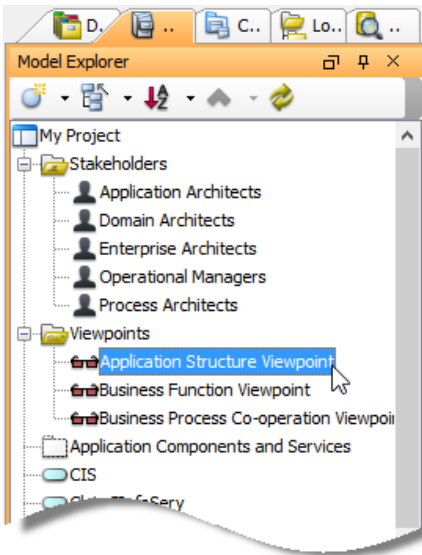 D.. .. C.. Lo.. ..
Model Explorer
My Project
Stakeholders
Application Architects
Domain Architects
Enterprise Architects
Operational Managers
Process Architects
Viewpoints
Application Structure Viewpoint
Business Function Viewpoint
Business Process Co-operation Viewpoi
Application Components and Services
CIS